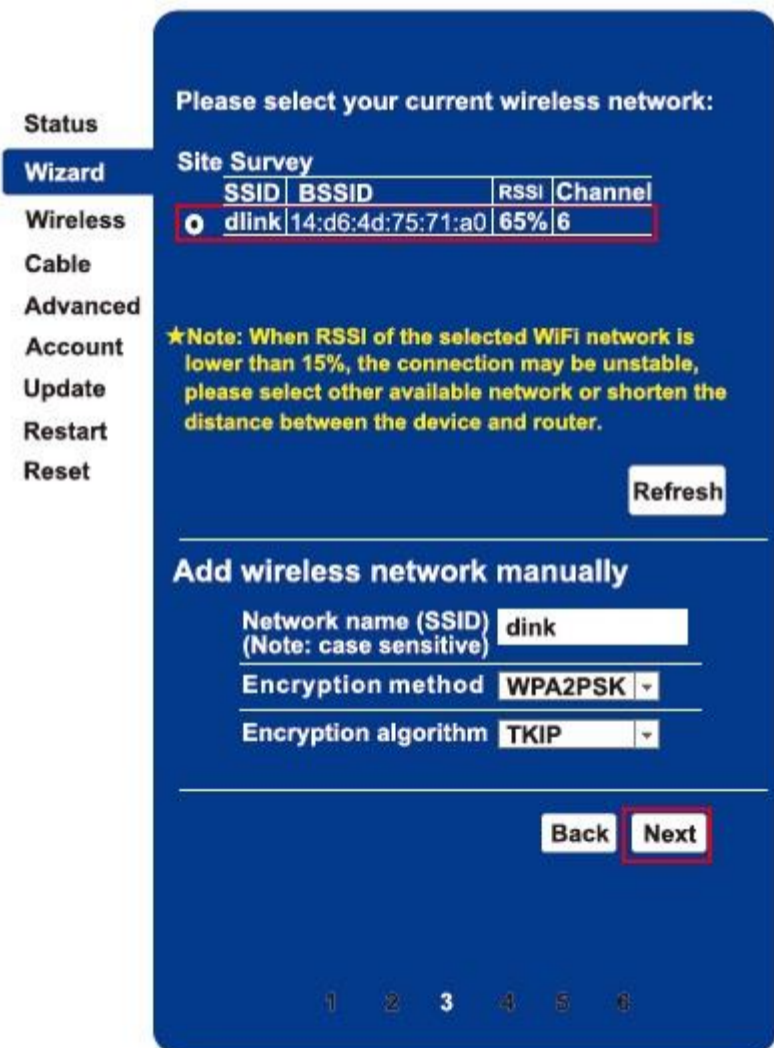 Status
Wizard
Wireless
Cable
Advanced
Account
Update
Restart
Reset
Please select your current wireless network:
Site Survey
SSID BSSID RSSI Channel
dlink 14:d6:4d:75:71:a0 65% 6
★Note: When RSSI of the selected WiFi network is
lower than 15%, the connection may be unstable,
please select other available network or shorten the
distance between the device and router.
Refresh
Add wireless network manually
Network name (SSID) dink
(Note: case sensitive)
Encryption method WPA2PSK
Encryption algorithm TKIP
Back Next
1 2 3 4 5 6